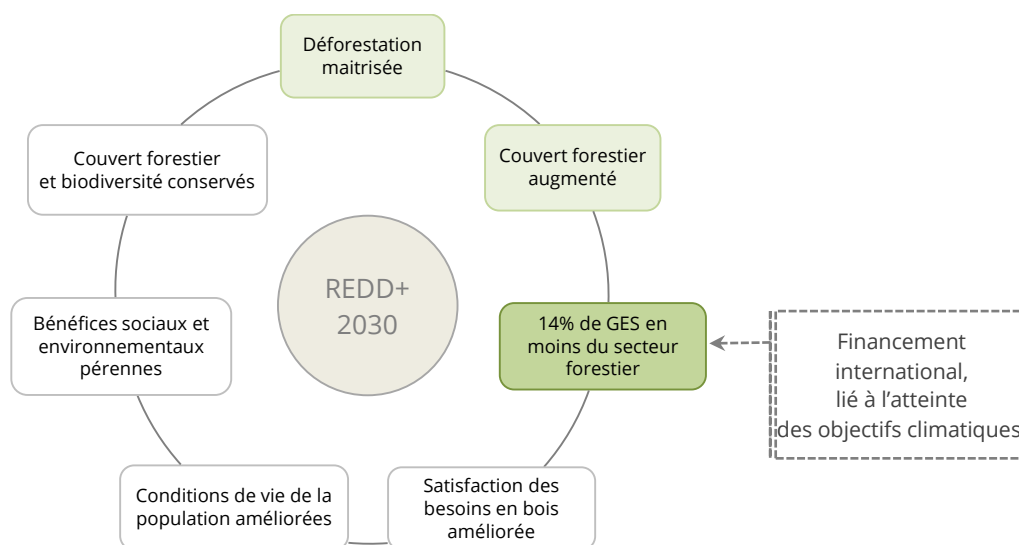 Déforestation
maitrisée
Couvert forestier
et biodiversité conservés
Couvert forestier
augmenté
REDD+
2030
Bénéfices sociaux et
environnementaux
pérennes
14% de GES en
moins du secteur
forestier
Financement
international,
lié à l’atteinte
des objectifs climatiques
Conditions de vie de la
population améliorées
Satisfaction des
besoins en bois
améliorée